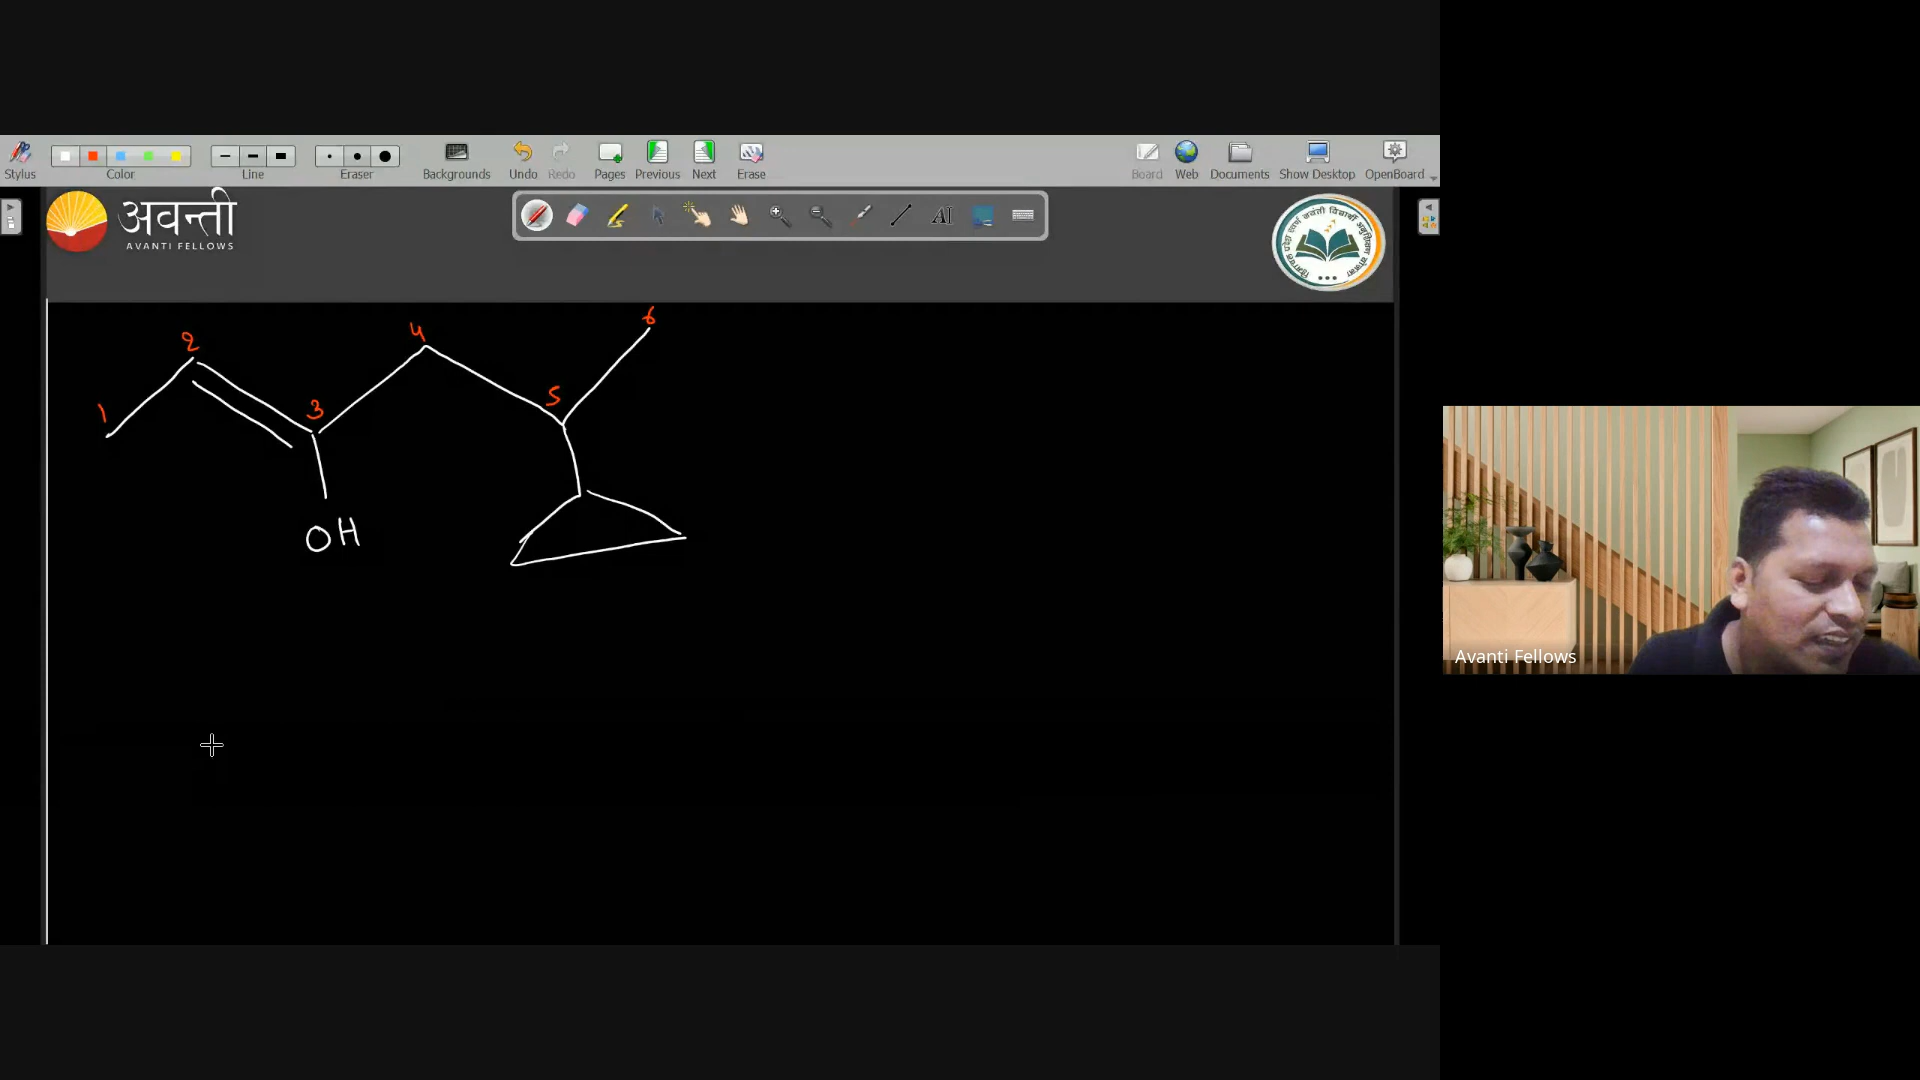 Stylus Color Line Eraser Backgrounds Undo Redo Pages Previous Next Erase Board Web Documents Show Desktop OpenBoard
अवन्ती
AVANTI FELLOWS
AI
6
2 4
1 3 5
OH
Avanti Fellows